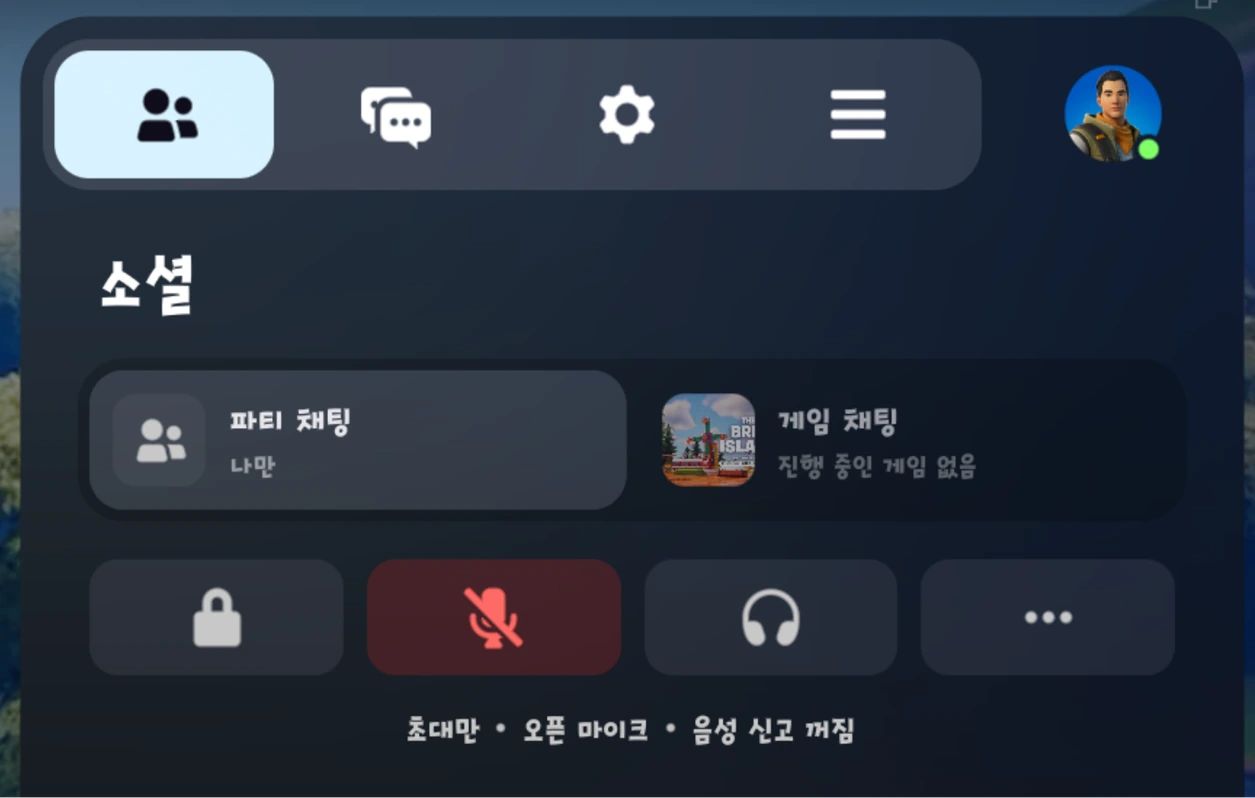 소셜
파티 채팅
나만
게임 채팅
진행 중인 게임 없음
초대만 • 오픈 마이크 • 음성 신고 꺼짐